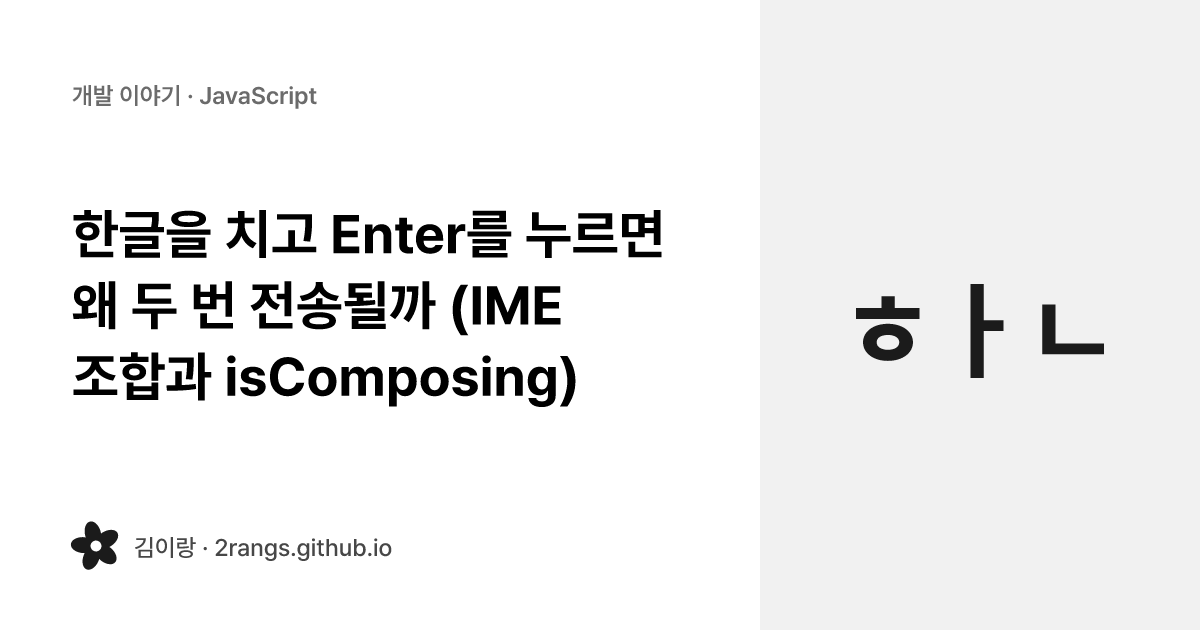 개발 이야기 · JavaScript
한글을 치고 Enter를 누르면
왜 두 번 전송될까 (IME
조합과 isComposing)
ㅎㅏㄴ
김이랑 · 2rangs.github.io